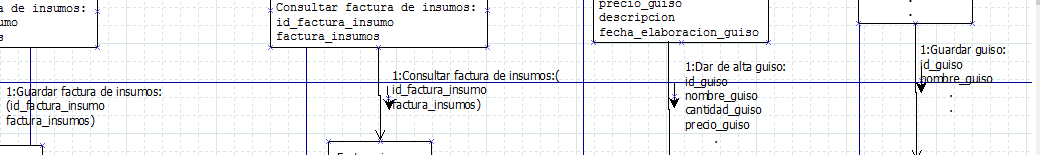 a de insumos:
umo
s
1:Guardar factura de insumos:
(id_factura_insumo
factura_insumos)
Consultar factura de insumos:
id_factura_insumo
factura_insumos
1:Consultar factura de insumos:(
id_factura_insumo
factura_insumos)
precio_guiso
descripcion
fecha_elaboracion_guiso
1:Dar de alta guiso:
id_guiso
nombre_guiso
cantidad_guiso
precio_guiso
.
.
1:Guardar guiso:
id_guiso
nombre_guiso
.
.